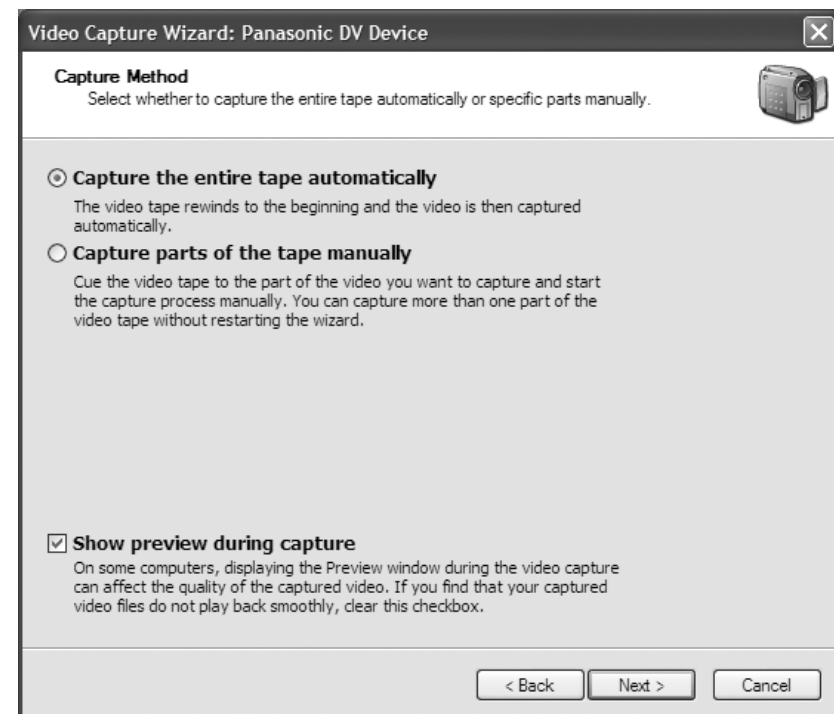 Video Capture Wizard: Panasonic DV Device
Capture Method
Select whether to capture the entire tape automatically or specific parts manually.
Capture the entire tape automatically
The video tape rewinds to the beginning and the video is then captured
automatically.
Capture parts of the tape manually
Cue the video tape to the part of the video you want to capture and start
the capture process manually. You can capture more than one part of the
video tape without restarting the wizard.
Show preview during capture
On some computers, displaying the Preview window during the video capture
can affect the quality of the captured video. If you find that your captured
video files do not play back smoothly, clear this checkbox.
< Back Next > Cancel